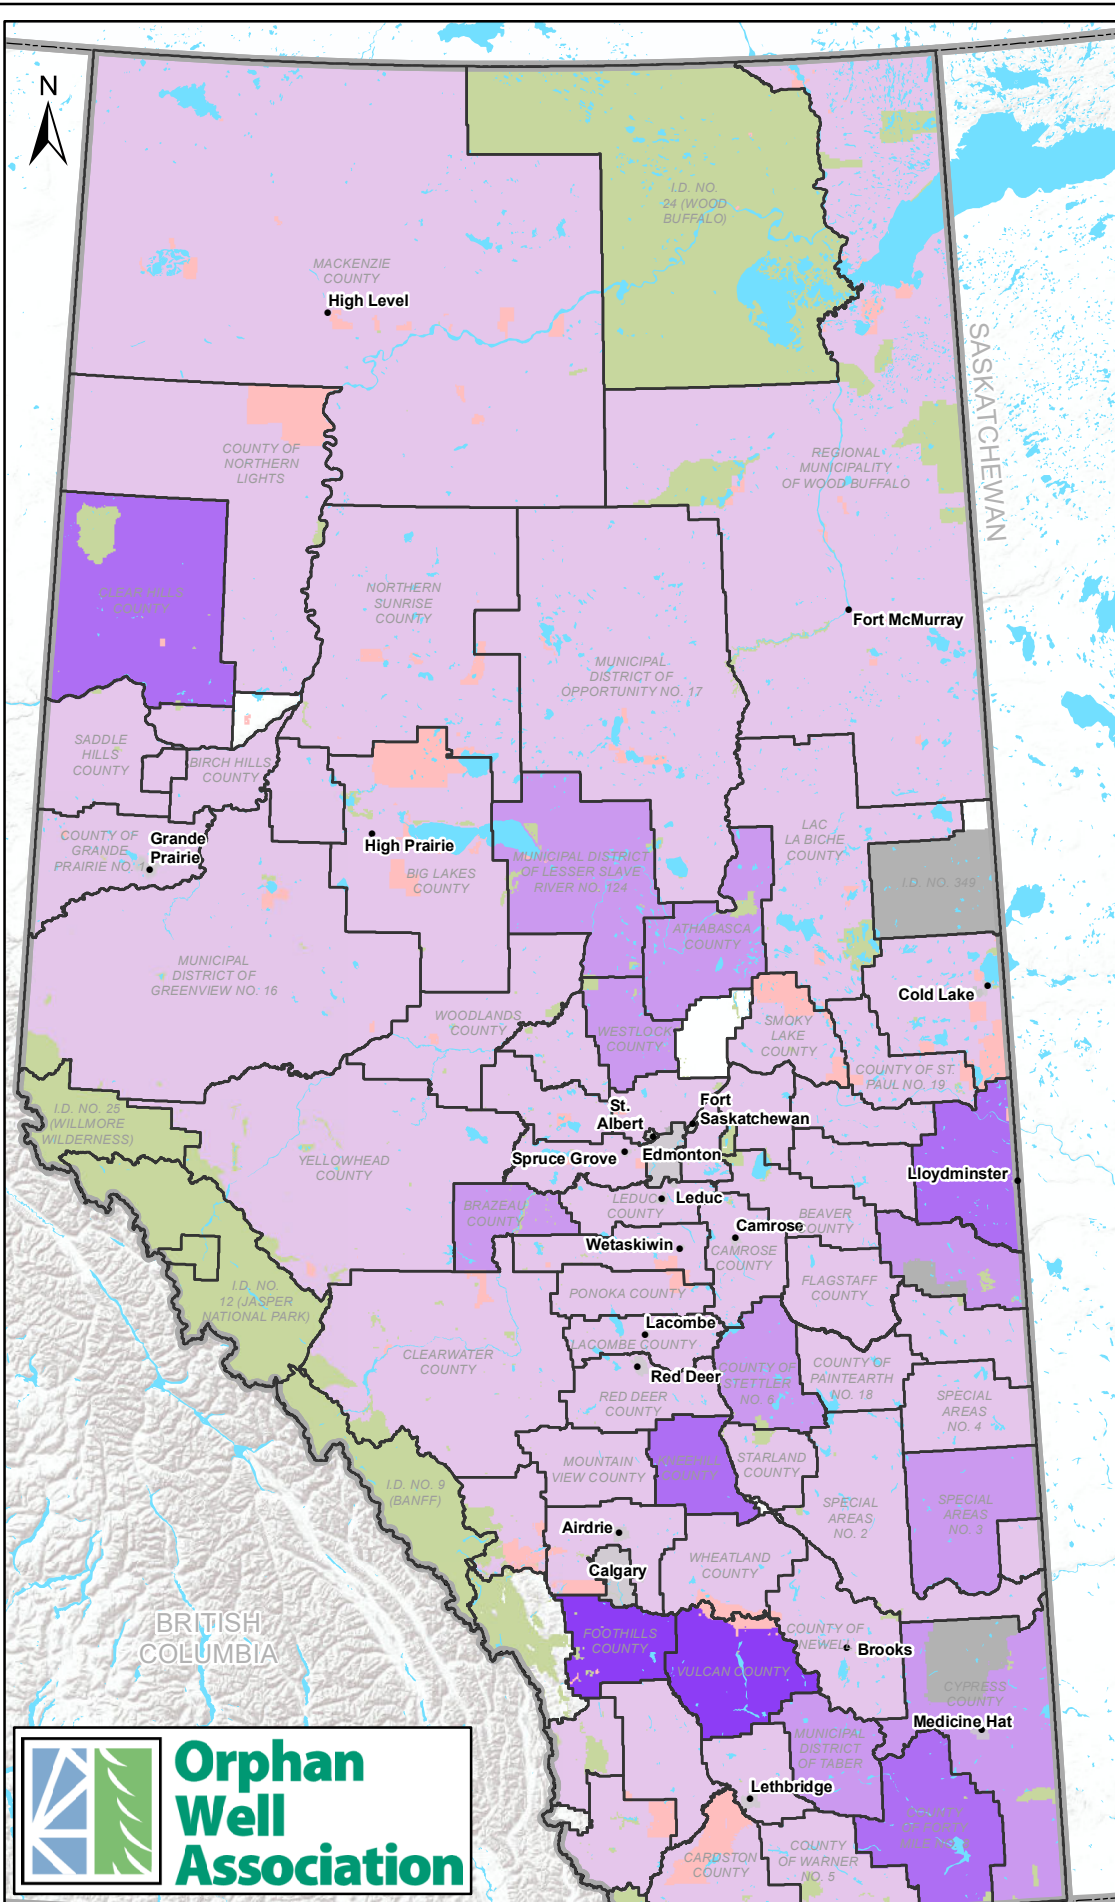 N
I.D. NO.
24 (WOOD
BUFFALO)
MACKENZIE
COUNTY
High Level
SASKATCHEWAN
COUNTY OF
NORTHERN
LIGHTS
REGIONAL
MUNICIPALITY
OF WOOD BUFFALO
CLEAR HILLS
COUNTY
NORTHERN
SUNRISE
COUNTY
Fort McMurray
MUNICIPAL
DISTRICT OF
OPPORTUNITY NO. 17
SADDLE
HILLS
COUNTY
BIRCH HILLS
COUNTY
COUNTY OF
GRANDE
PRAIRIE NO. 1
Grande
Prairie
High Prairie
BIG LAKES
COUNTY
MUNICIPAL DISTRICT
OF LESSER SLAVE
RIVER NO. 124
LAC
LA BICHE
COUNTY
I.D. NO. 349
ATHABASCA
COUNTY
MUNICIPAL
DISTRICT OF
GREENVIEW NO. 16
Cold Lake
WOODLANDS
COUNTY
WESTLOCK
COUNTY
SMOKY
LAKE
COUNTY
COUNTY OF ST.
PAUL NO. 19
I.D. NO. 25
(WILLMORE
WILDERNESS)
St.
Albert
Fort
Saskatchewan
YELLOWHEAD
COUNTY
Spruce Grove
Edmonton
Lloydminster
BRAZEAU
COUNTY
LEDUC
COUNTY
Leduc
BEAVER
COUNTY
Camrose
CAMROSE
COUNTY
Wetaskiwin
I.D. NO.
12 (JASPER
NATIONAL PARK)
PONOKA COUNTY
FLAGSTAFF
COUNTY
Lacombe
LACOMBE COUNTY
CLEARWATER
COUNTY
Red Deer
RED DEER
COUNTY
COUNTY OF
STETTLER
NO. 6
COUNTY OF
PAINTEARTH
NO. 18
SPECIAL
AREAS
NO. 4
MOUNTAIN
VIEW COUNTY
KNEEHILL
COUNTY
STARLAND
COUNTY
I.D. NO. 9
(BANFF)
SPECIAL
AREAS
NO. 2
SPECIAL
AREAS
NO. 3
Airdrie
Calgary
WHEATLAND
COUNTY
BRITISH
COLUMBIA
FOOTHILLS
COUNTY
VULCAN COUNTY
COUNTY OF
NEWELL
Brooks
CYPRESS
COUNTY
Medicine Hat
MUNICIPAL
DISTRICT
OF TABER
Lethbridge
COUNTY
OF FORTY
MILE
CARDSTON
COUNTY
COUNTY
OF WARNER
NO. 5
Orphan
Well
Association